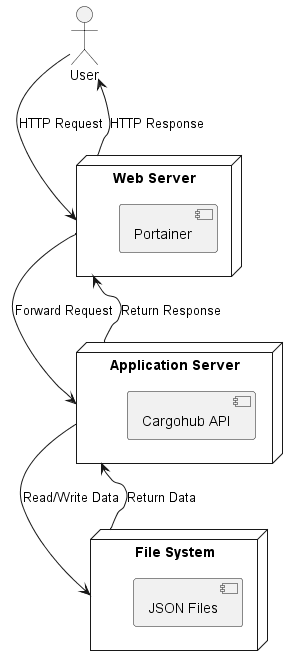 User
HTTP Request
HTTP Response
Web Server
Portainer
Forward Request
Return Response
Application Server
Cargohub API
Read/Write Data
Return Data
File System
JSON Files